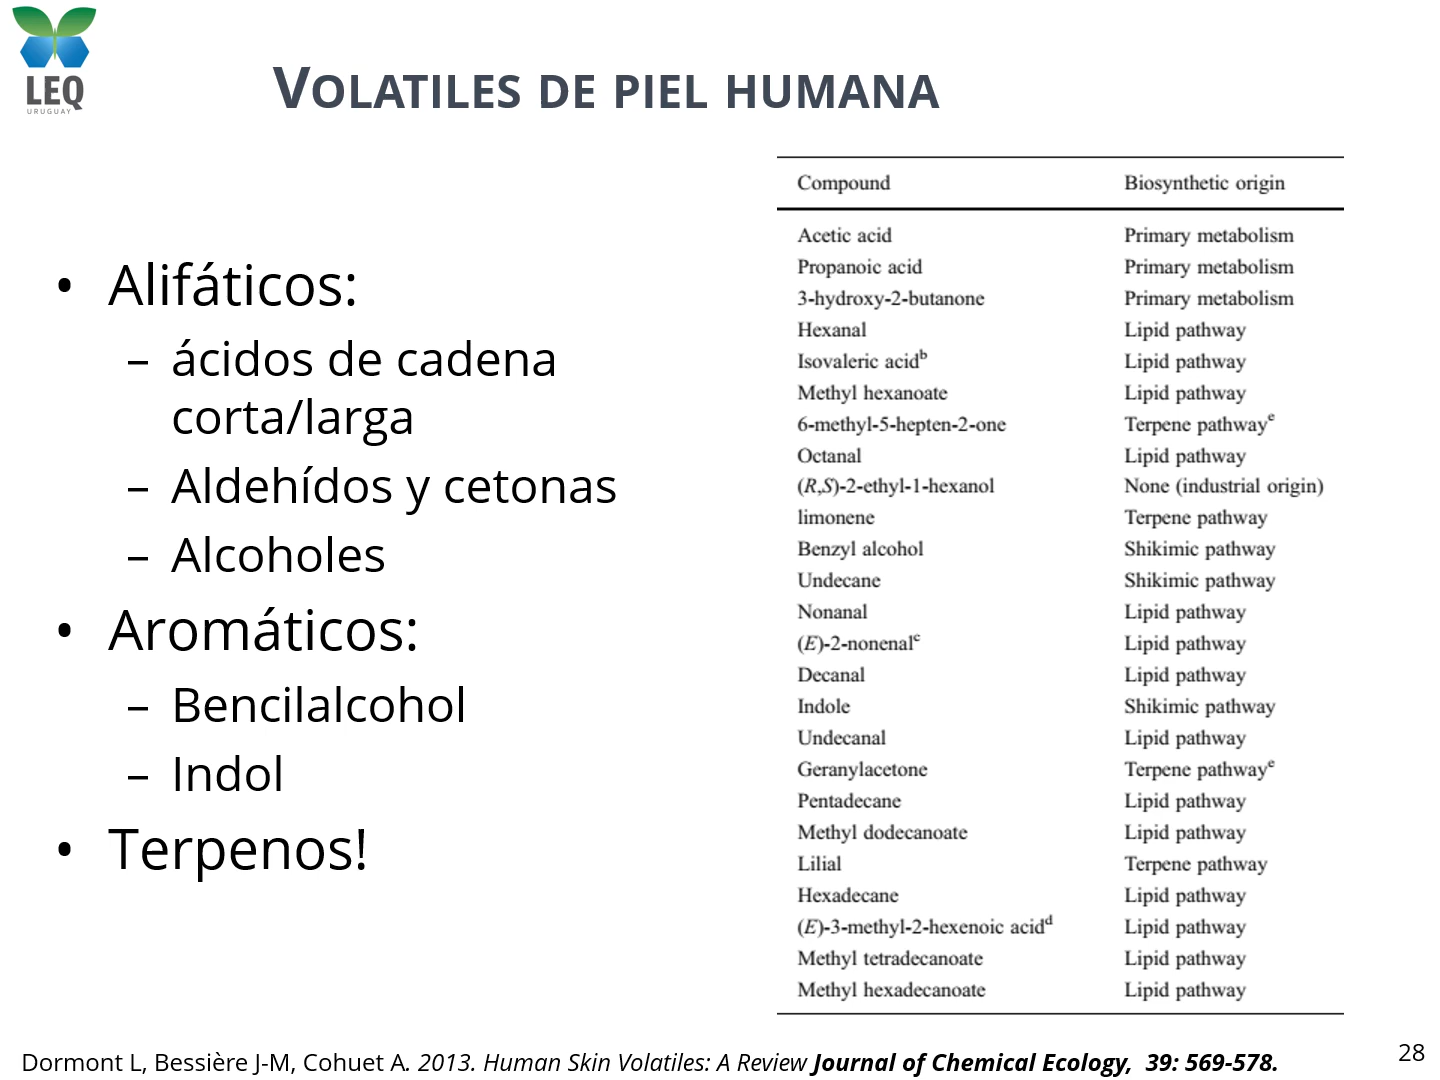 LEQ
URUGUAY
VOLATILES DE PIEL HUMANA
• Alifáticos:
– ácidos de cadena
corta/larga
– Aldehídos y cetonas
– Alcoholes
• Aromáticos:
– Bencilalcohol
– Indol
• Terpenos!
Compound Biosynthetic origin
Acetic acid Primary metabolism
Propanoic acid Primary metabolism
3-hydroxy-2-butanone Primary metabolism
Hexanal Lipid pathway
Isovaleric acidb Lipid pathway
Methyl hexanoate Lipid pathway
6-methyl-5-hepten-2-one Terpene pathwaye
Octanal Lipid pathway
(R,S)-2-ethyl-1-hexanol None (industrial origin)
limonene Terpene pathway
Benzyl alcohol Shikimic pathway
Undecane Shikimic pathway
Nonanal Lipid pathway
(E)-2-nonenalc Lipid pathway
Decanal Lipid pathway
Indole Shikimic pathway
Undecanal Lipid pathway
Geranylacetone Terpene pathwaye
Pentadecane Lipid pathway
Methyl dodecanoate Lipid pathway
Lilial Terpene pathway
Hexadecane Lipid pathway
(E)-3-methyl-2-hexenoic acidd Lipid pathway
Methyl tetradecanoate Lipid pathway
Methyl hexadecanoate Lipid pathway
Dormont L, Bessière J-M, Cohuet A. 2013. Human Skin Volatiles: A Review Journal of Chemical Ecology, 39: 569-578.
28